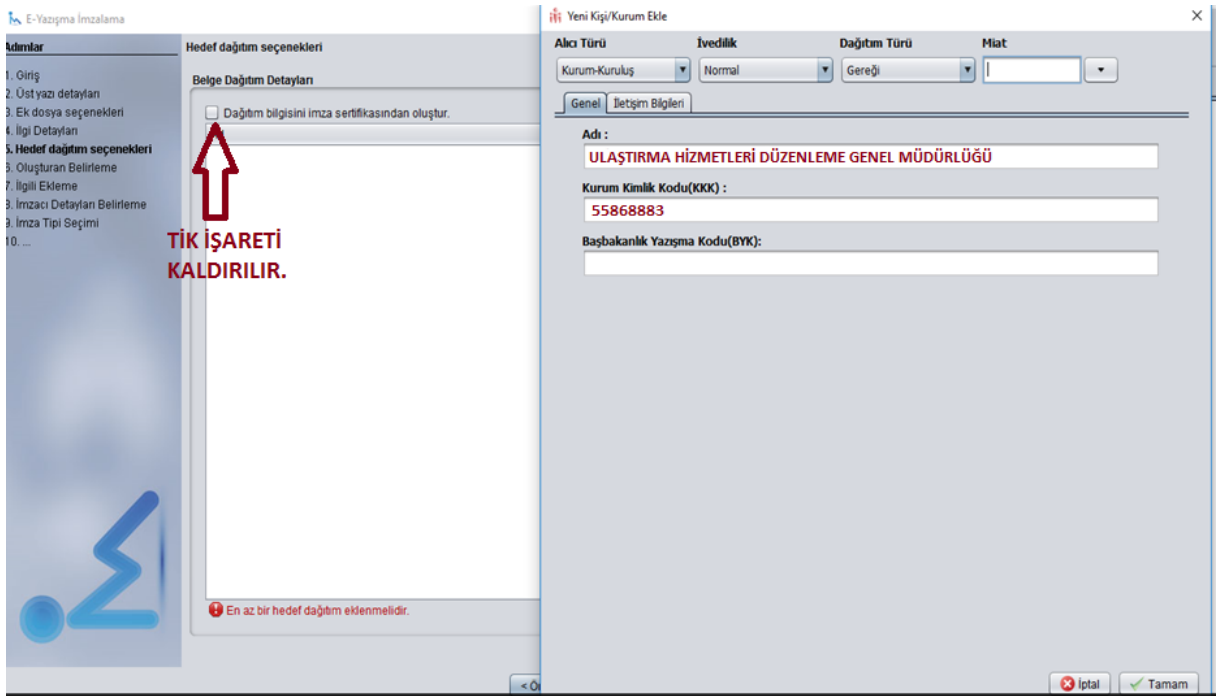 E-Yazışma İmzalama
Adımlar
1. Giriş
2. Üst yazı detayları
3. Ek dosya seçenekleri
4. İlgi Detayları
5. Hedef dağıtım seçenekleri
6. Oluşturan Belirleme
7. İlgili Ekleme
8. İmzacı Detayları Belirleme
9. İmza Tipi Seçimi
10. ...
Hedef dağıtım seçenekleri
Belge Dağıtım Detayları
Dağıtım bilgisini imza sertifikasından oluştur.
TİK İŞARETİ
KALDIRILIR.
En az bir hedef dağıtım eklenmelidir.
Yeni Kişi/Kurum Ekle
Alıcı Türü İvedilik Dağıtım Türü Miat
Kurum-Kuruluş Normal Gereği
Genel İletişim Bilgileri
Adı :
ULAŞTIRMA HİZMETLERİ DÜZENLEME GENEL MÜDÜRLÜĞÜ
Kurum Kimlik Kodu(KKK) :
55868883
Başbakanlık Yazışma Kodu(BYK):
İptal Tamam